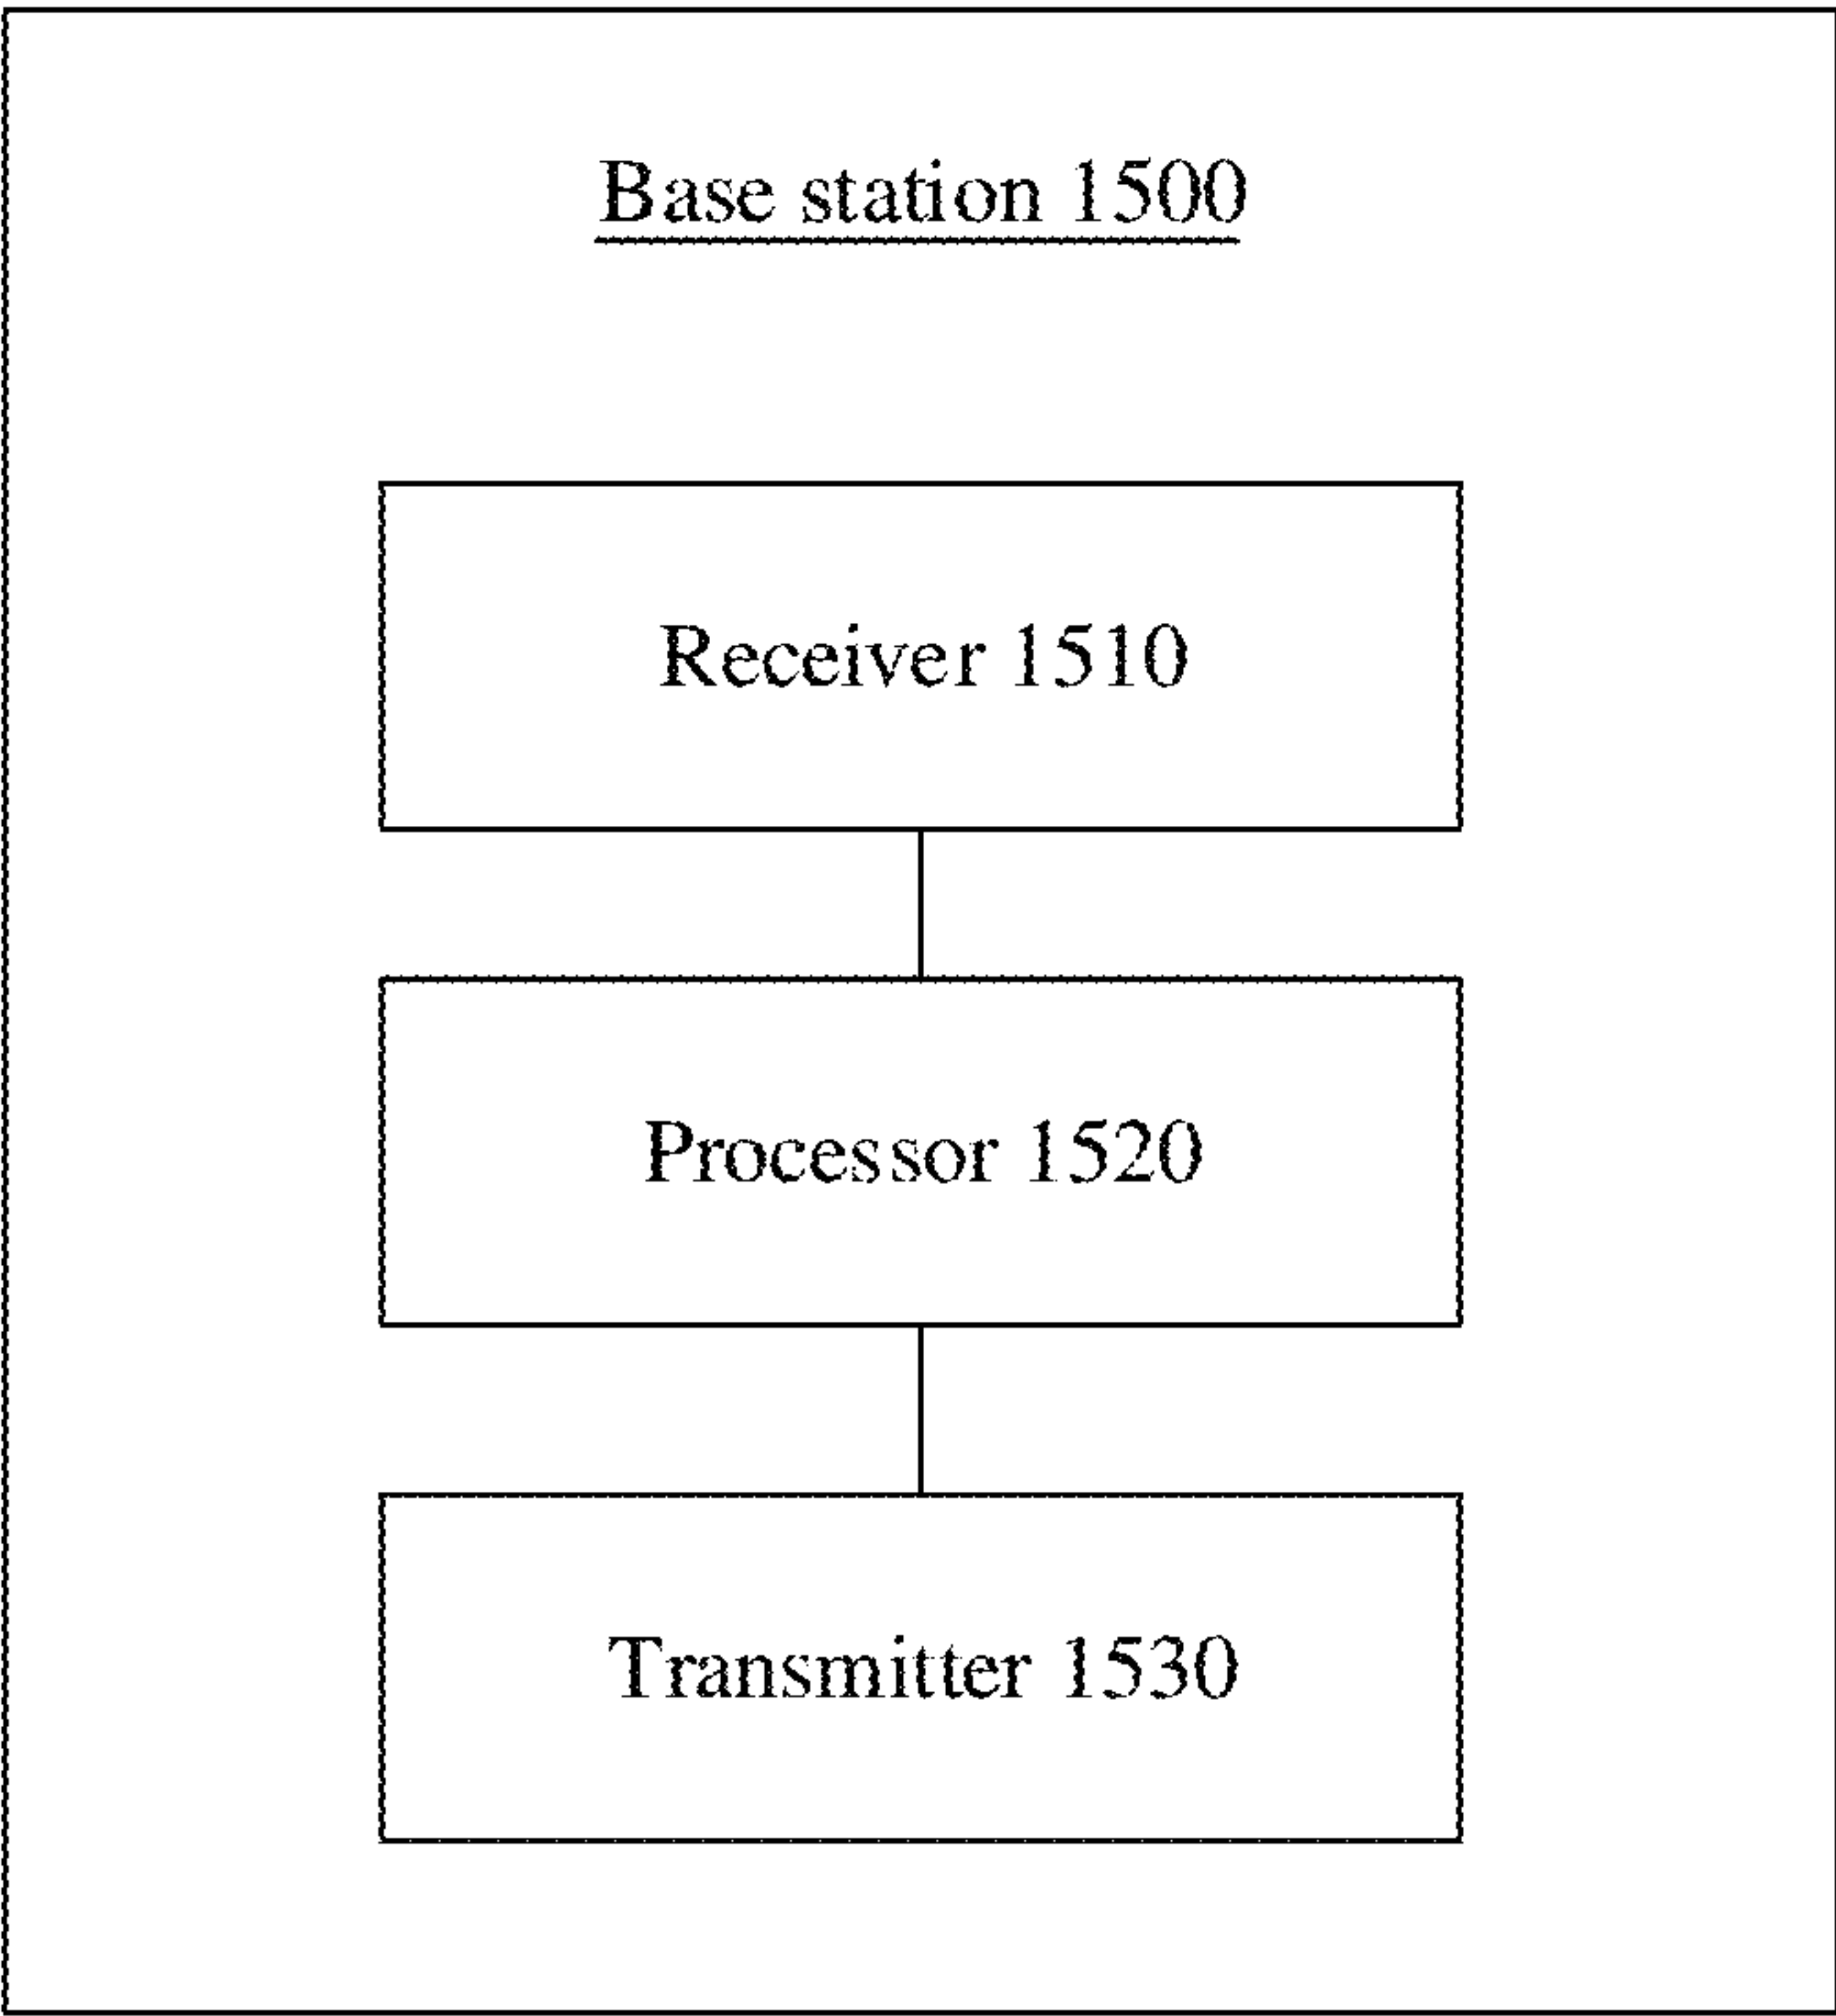 Base station 1500
Receiver 1510
Processor 1520
Transmitter 1530